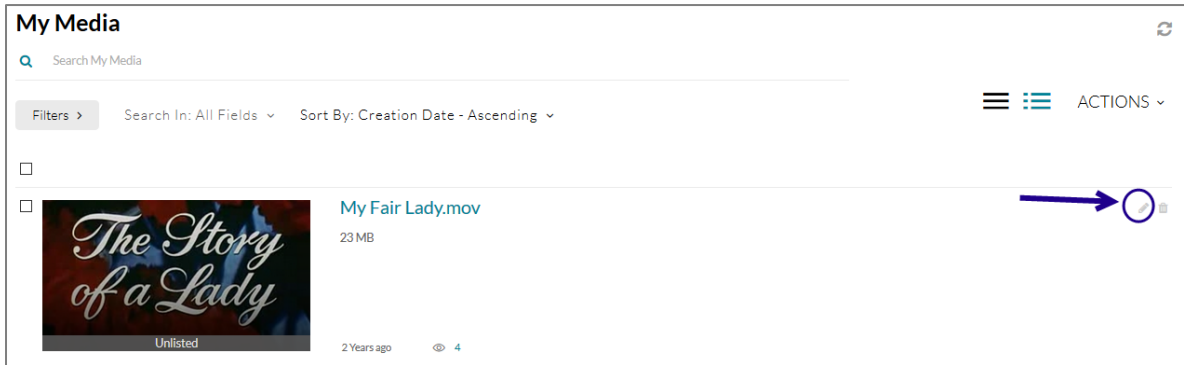 My Media
Search My Media
Filters >
Search In: All Fields
Sort By: Creation Date - Ascending
ACTIONS
The Story
of a Lady
Unlisted
My Fair Lady.mov
23 MB
2 Years ago
4